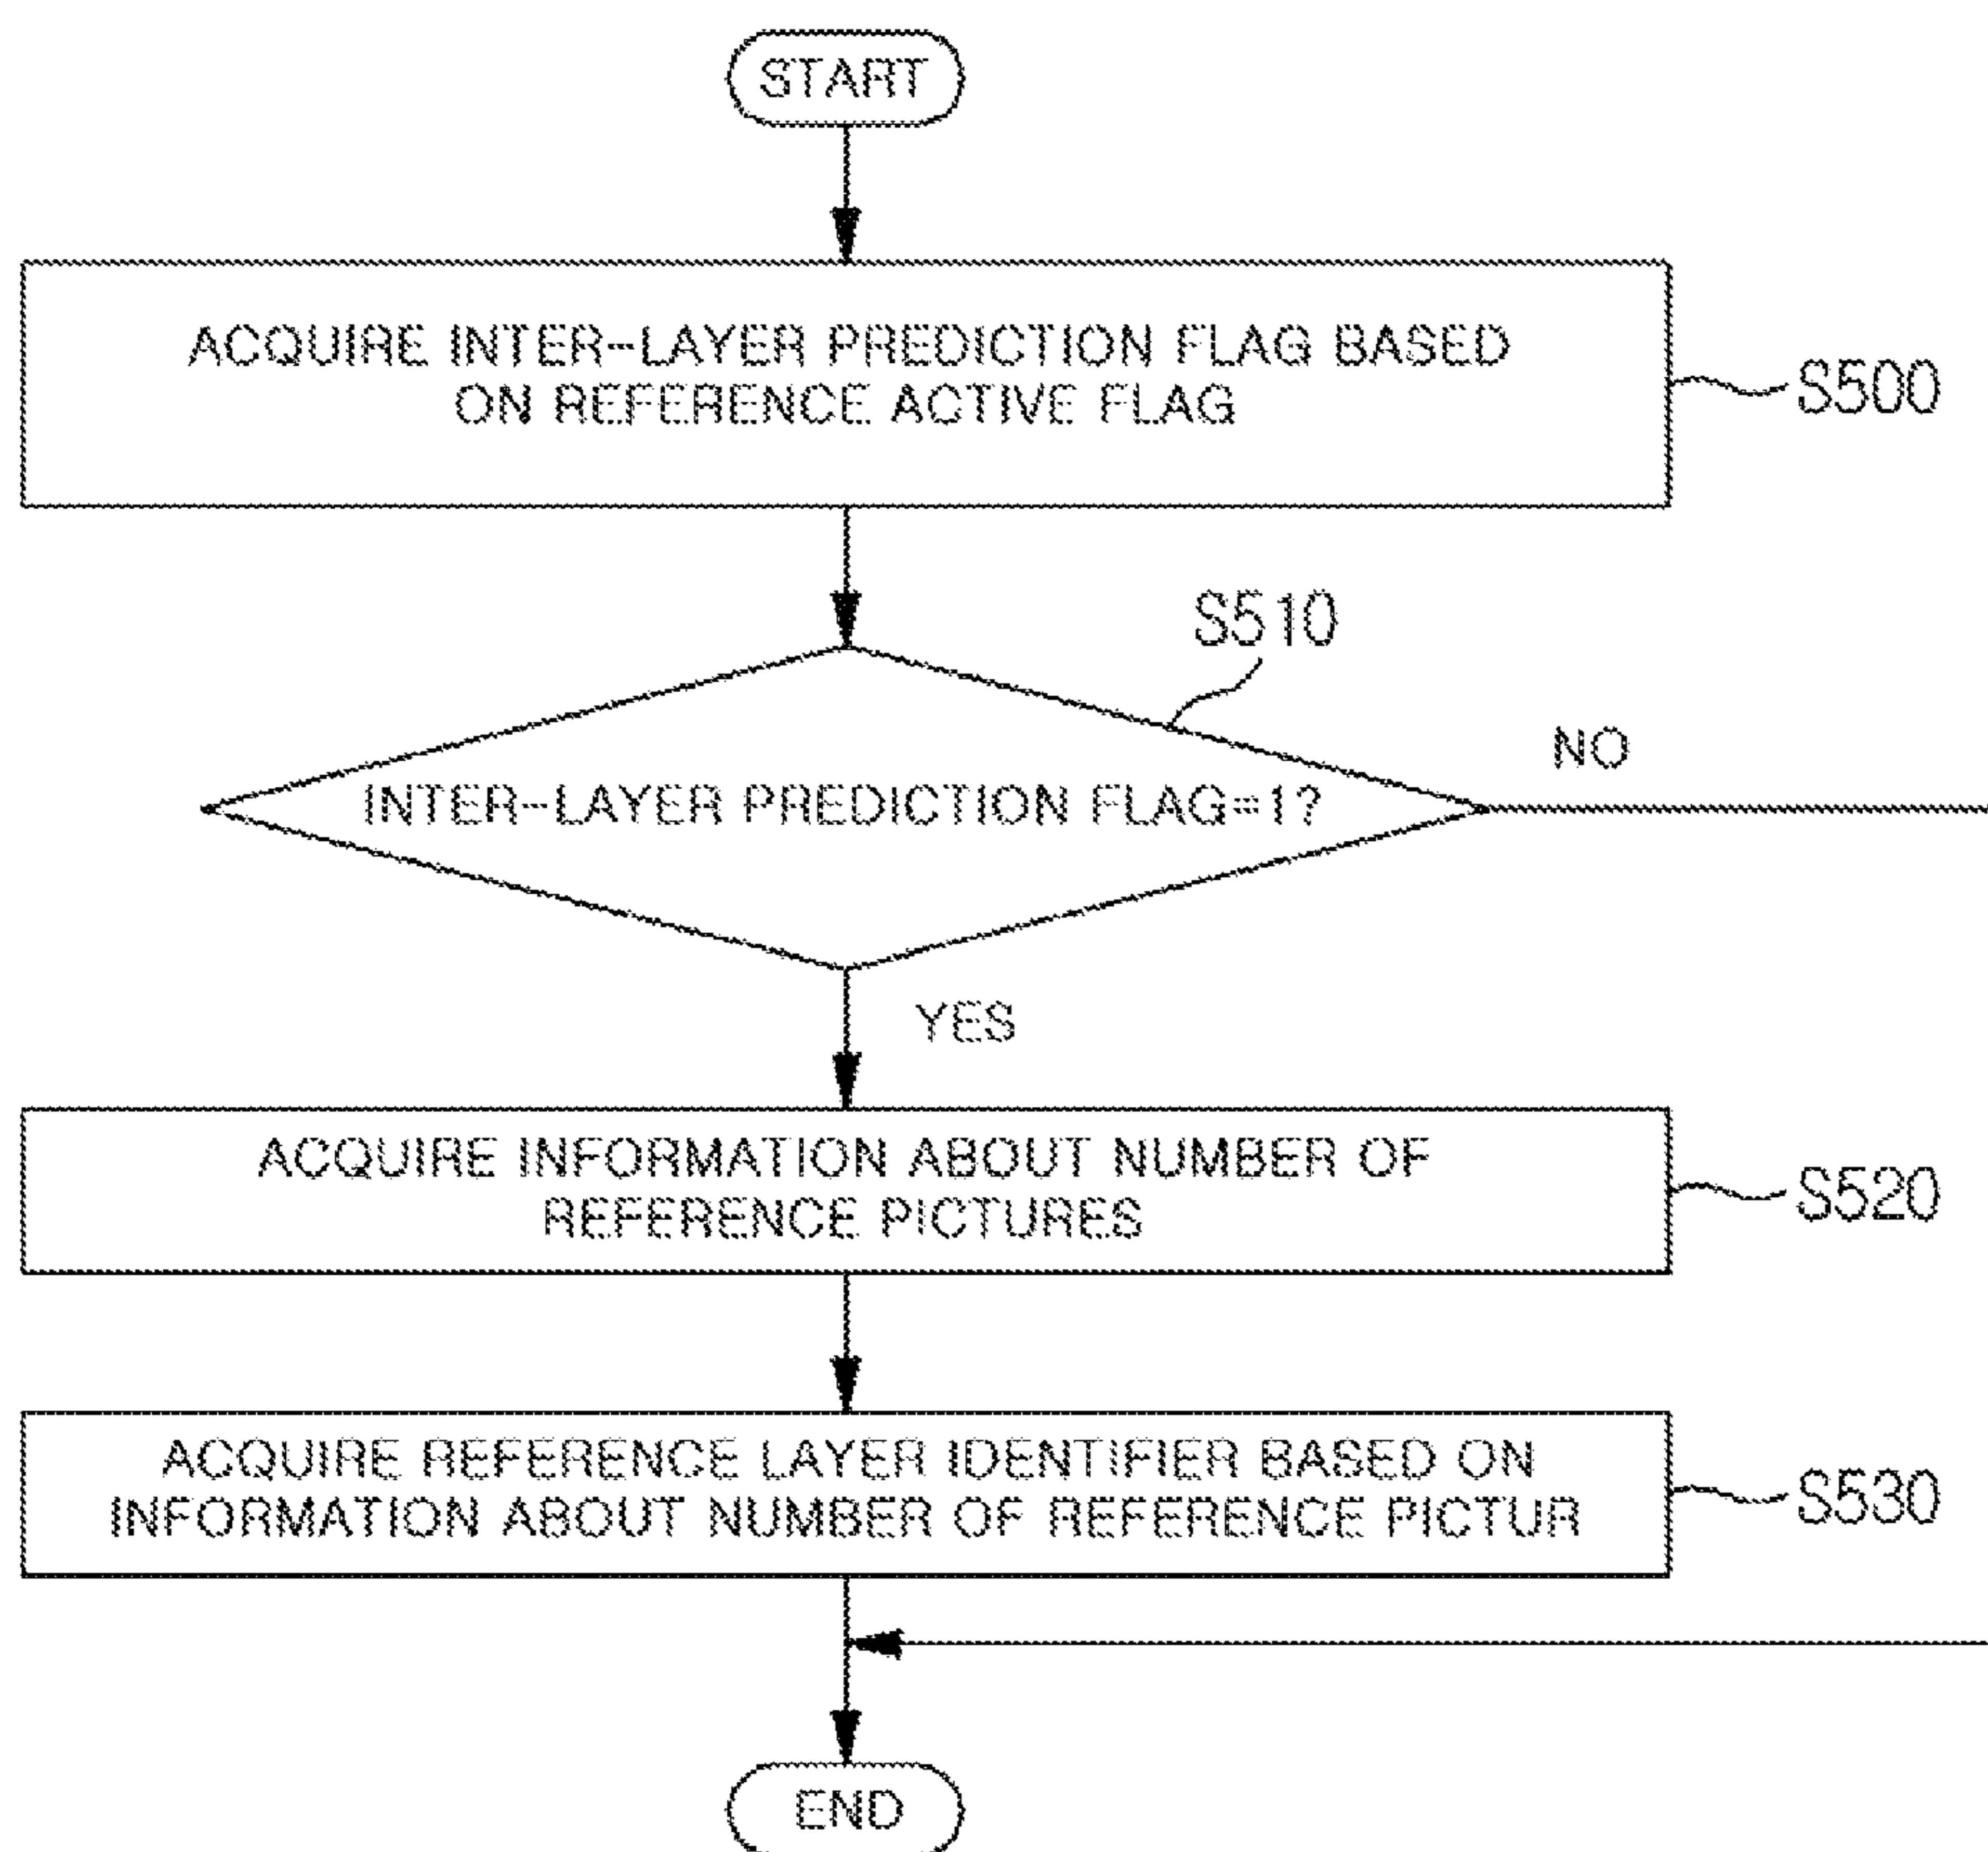 START
ACQUIRE INTER-LAYER PREDICTION FLAG BASED
ON REFERENCE ACTIVE FLAG
S500
S510
NO
INTER-LAYER PREDICTION FLAG=1?
YES
ACQUIRE INFORMATION ABOUT NUMBER OF
REFERENCE PICTURES
S520
ACQUIRE REFERENCE LAYER IDENTIFIER BASED ON
INFORMATION ABOUT NUMBER OF REFERENCE PICTUR
S530
END